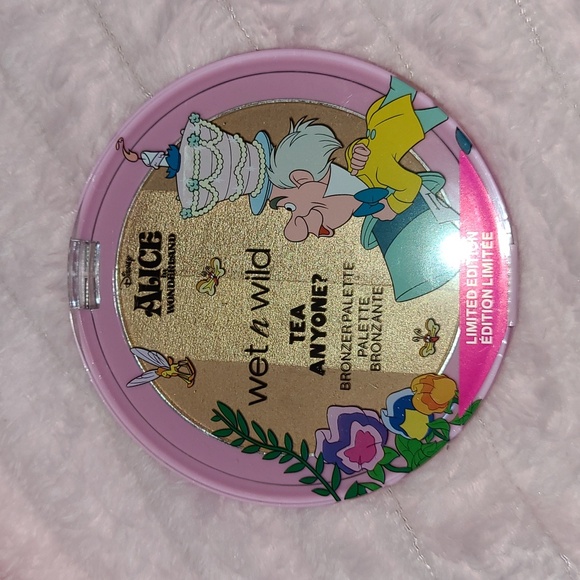 Disney
ALICE
IN
WONDERLAND
wet n wild
TEA
ANYONE?
BRONZER PALETTE
PALETTE
BRONZANTE
LIMITED EDITION
ÉDITION LIMITÉE